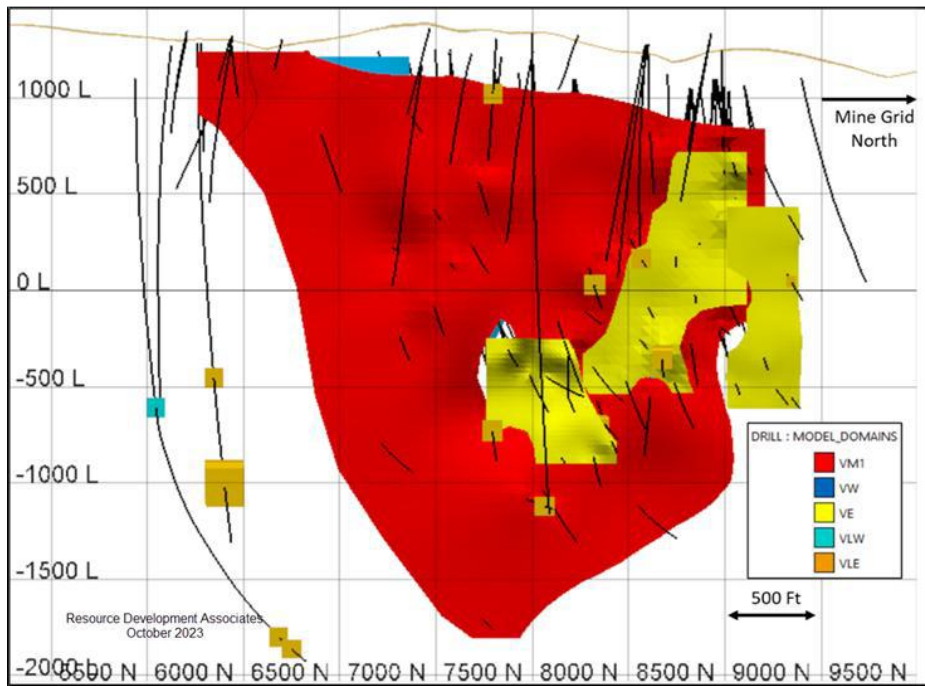 1000 L
Mine Grid
North
500 L
0 L
-500 L
DRILL : MODEL_DOMAINS
VM1
VW
VE
VLW
VLE
-1000 L
-1500 L
500 Ft
Resource Development Associates
October 2023
-2000 L
5500 N 6000 N 6500 N 7000 N 7500 N 8000 N 8500 N 9000 N 9500 N